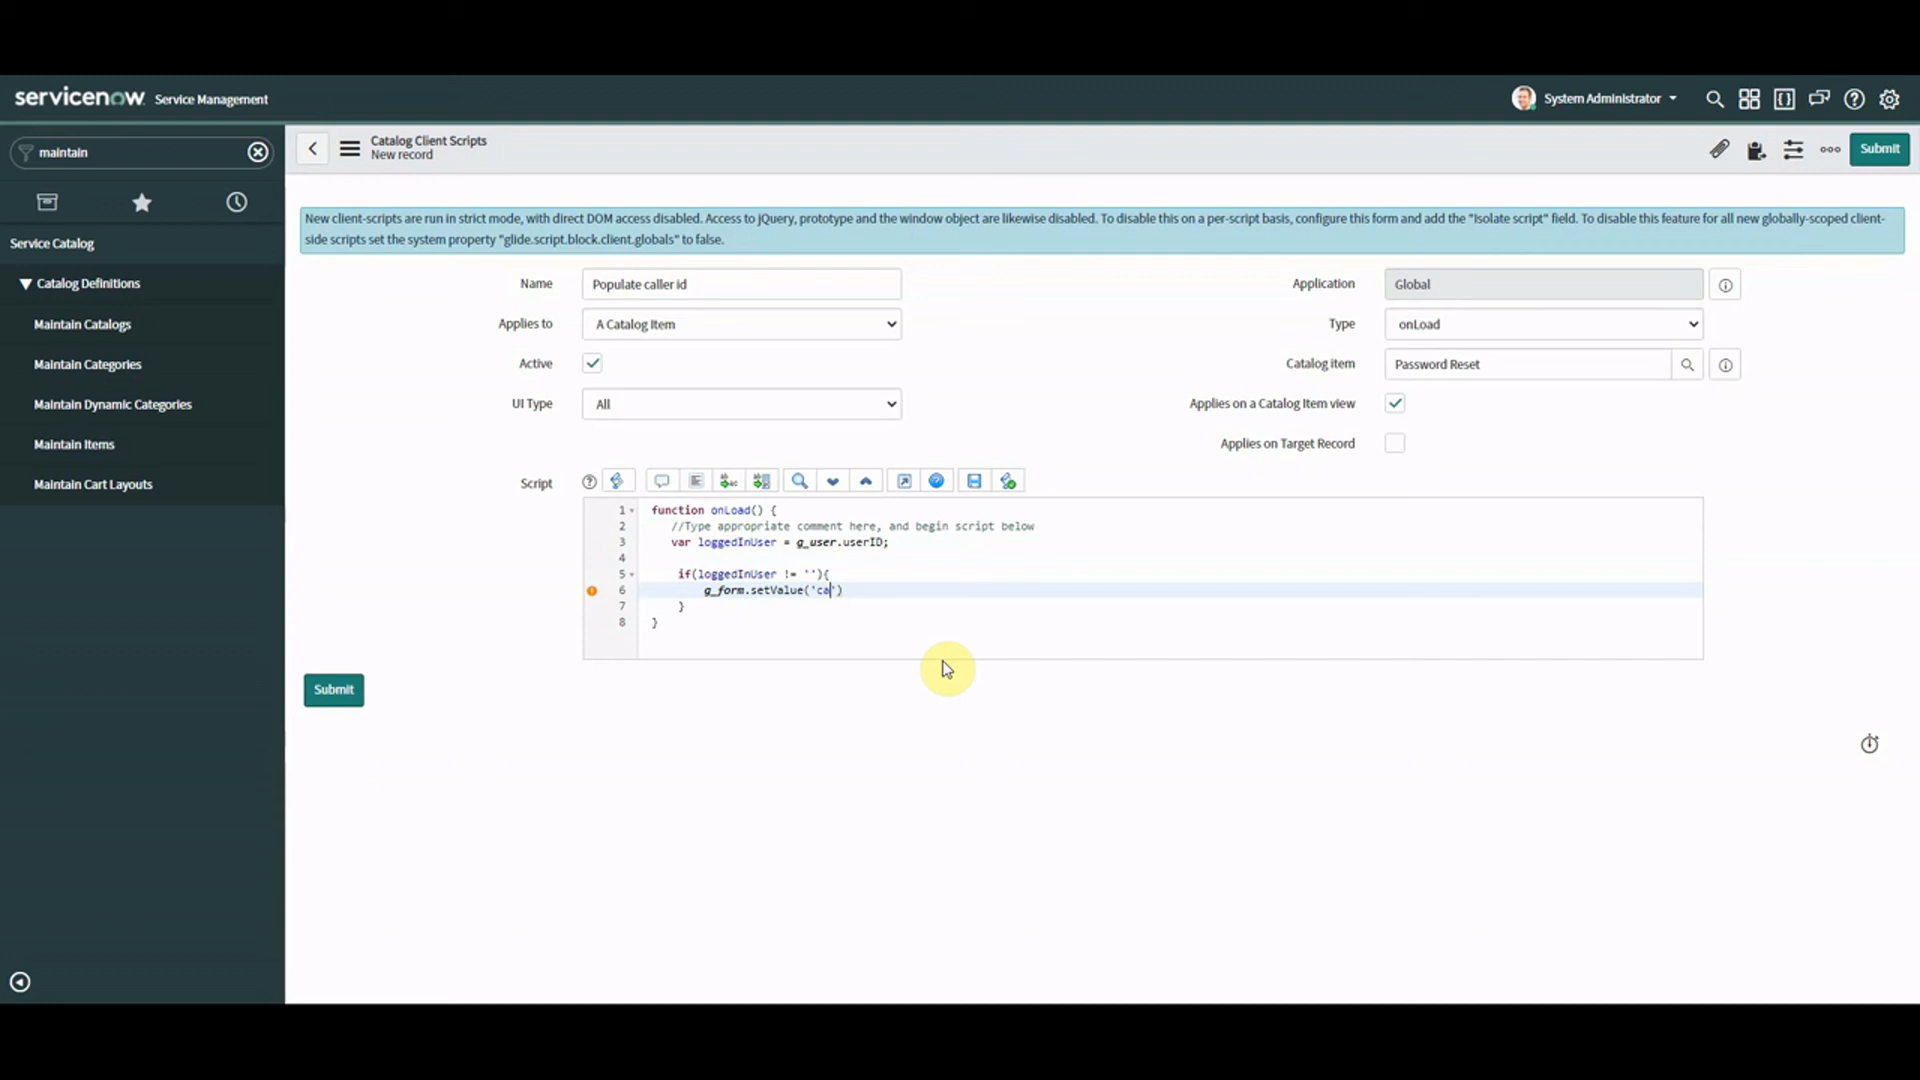 servicenow Service Management
System Administrator
maintain
Catalog Client Scripts
New record
Submit
New client-scripts are run in strict mode, with direct DOM access disabled. Access to jQuery, prototype and the window object are likewise disabled. To disable this on a per-script basis, configure this form and add the "Isolate script" field. To disable this feature for all new globally-scoped client-
side scripts set the system property "glide.script.block.client.globals" to false.
Service Catalog
Catalog Definitions
Maintain Catalogs
Maintain Categories
Maintain Dynamic Categories
Maintain Items
Maintain Cart Layouts
Name Populate caller id
Application Global
Applies to A Catalog Item
Type onLoad
Active
Catalog item Password Reset
UI Type All
Applies on a Catalog Item view
Applies on Target Record
Script
1 function onLoad() {
2 //Type appropriate comment here, and begin script below
3 var loggedInUser = g_user.userID;
4
5 if(loggedInUser != ''){
6 g_form.setValue('ca')
7 }
8 }
Submit